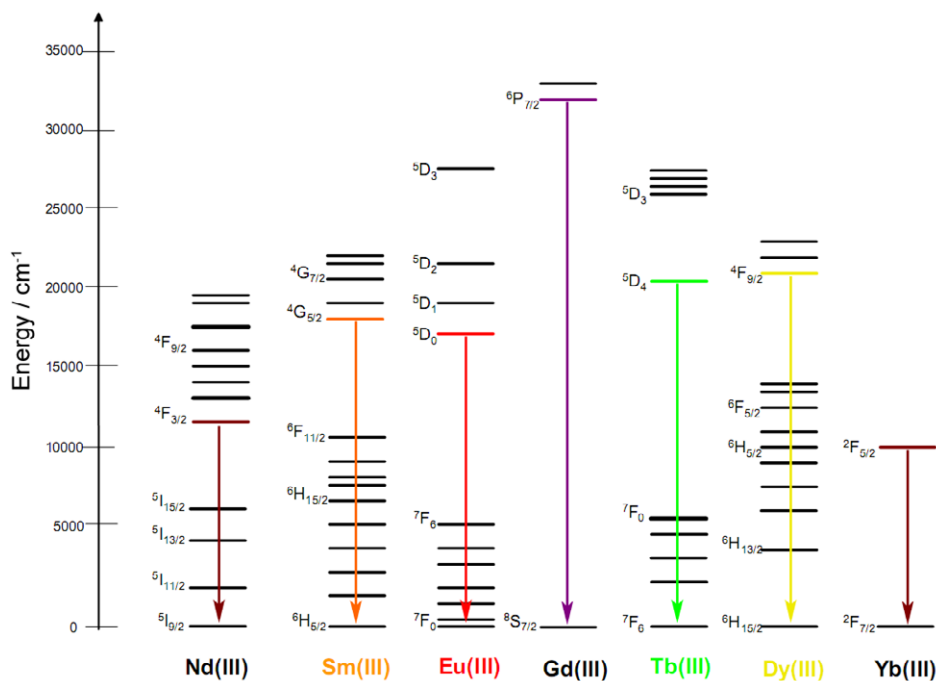 Energy / cm⁻¹
35000
30000
25000
20000
15000
10000
5000
0
⁴F₉/₂
⁴F₃/₂
⁵I₁₅/₂
⁵I₁₃/₂
⁵I₁₁/₂
⁵I₉/₂
Nd(III)
⁴G₇/₂
⁴G₅/₂
⁶F₁₁/₂
⁶H₁₅/₂
⁶H₅/₂
Sm(III)
⁵D₃
⁵D₂
⁵D₁
⁵D₀
⁷F₆
⁷F₀
Eu(III)
⁶P₇/₂
⁸S₇/₂
Gd(III)
⁵D₃
⁵D₄
⁷F₀
⁷F₆
Tb(III)
⁴F₉/₂
⁶F₅/₂
⁶H₅/₂
⁶H₁₃/₂
⁶H₁₅/₂
Dy(III)
²F₅/₂
²F₇/₂
Yb(III)